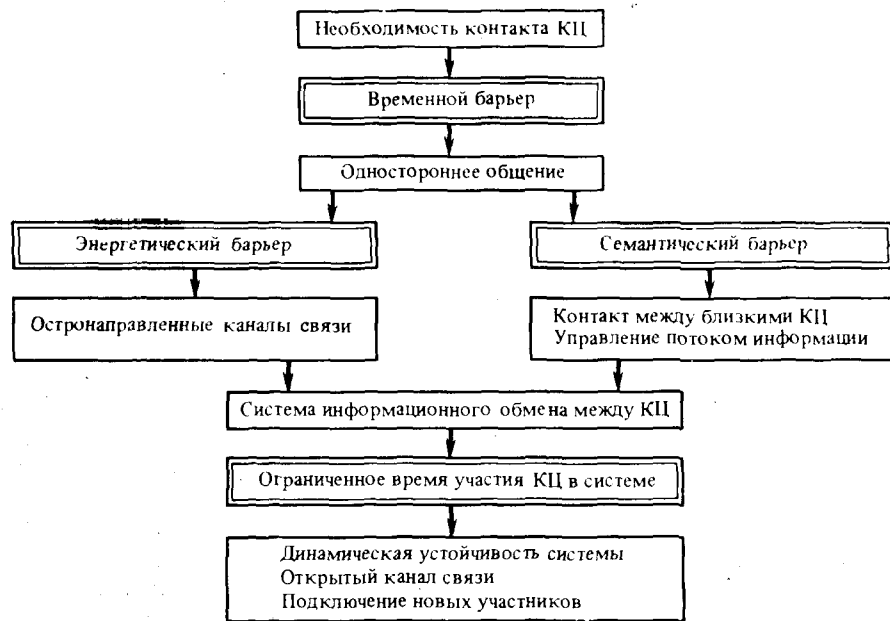 Необходимость контакта КЦ
Временной барьер
Одностороннее общение
Энергетический барьер
Семантический барьер
Остронаправленные каналы связи
Контакт между близкими КЦ
Управление потоком информации
Система информационного обмена между КЦ
Ограниченное время участия КЦ в системе
Динамическая устойчивость системы
Открытый канал связи
Подключение новых участников